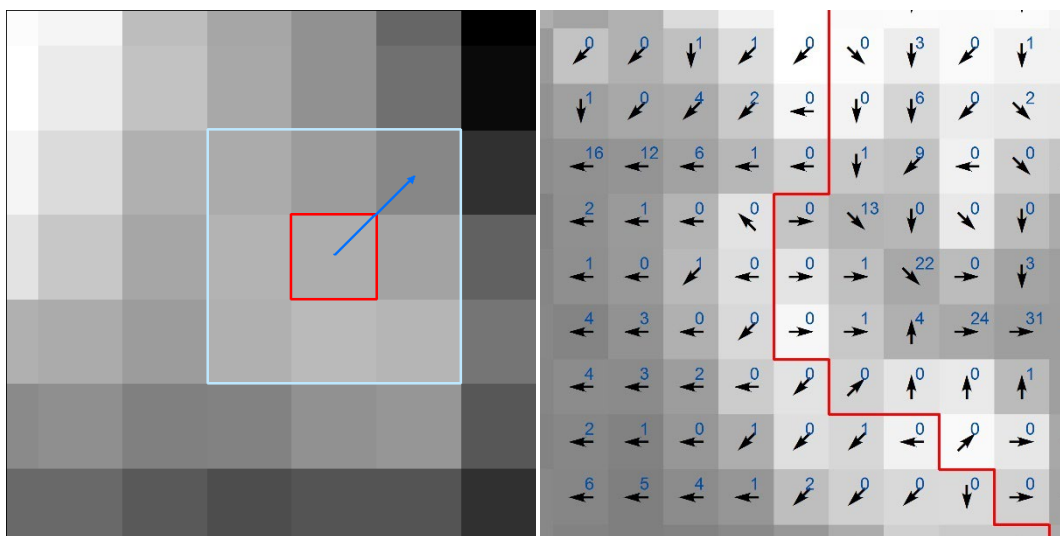 0 0 1 1 0 0 3 0 1
1 0 4 2 0 0 6 0 2
16 12 6 1 0 1 9 0 0
2 1 0 0 0 13 0 0 0
1 0 1 0 0 1 22 0 3
4 3 0 0 0 1 4 24 31
4 3 2 0 0 0 0 0 1
2 1 0 1 0 1 0 0 0
6 5 4 1 2 0 0 0 0